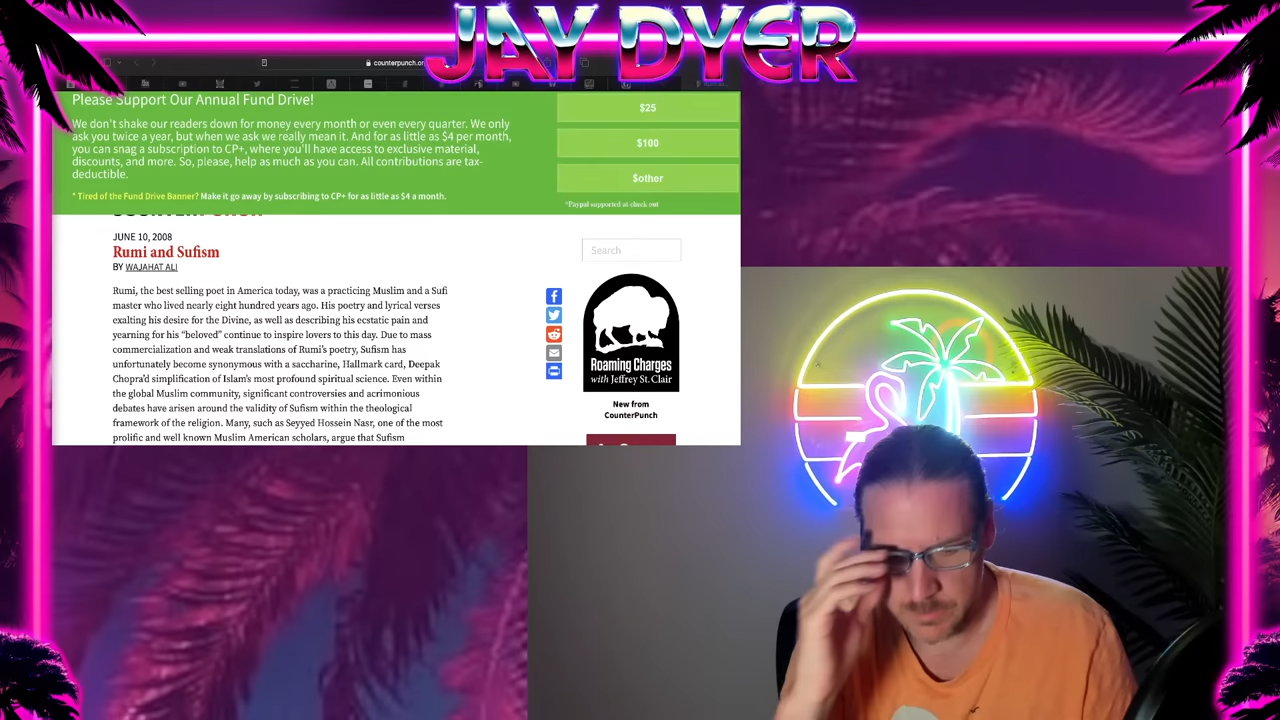 JAY DYER
counterpunch.or
Please Support Our Annual Fund Drive!
We don't shake our readers down for money every month or even every quarter. We only
ask you twice a year, but when we ask we really mean it. And for as little as $4 per month,
you can snag a subscription to CP+, where you'll have access to exclusive material,
discounts, and more. So, please, help as much as you can. All contributions are tax-
deductible.
* Tired of the Fund Drive Banner? Make it go away by subscribing to CP+ for as little as $4 a month.
$25
$100
$other
*Paypal supported at check out
JUNE 10, 2008
Rumi and Sufism
BY WAJAHAT ALI
Rumi, the best selling poet in America today, was a practicing Muslim and a Sufi
master who lived nearly eight hundred years ago. His poetry and lyrical verses
exalting his desire for the Divine, as well as describing his ecstatic pain and
yearning for his “beloved” continue to inspire lovers to this day. Due to mass
commercialization and weak translations of Rumi's poetry, Sufism has
unfortunately become synonymous with a saccharine, Hallmark card, Deepak
Chopra'd simplification of Islam's most profound spiritual science. Even within
the global Muslim community, significant controversies and acrimonious
debates have arisen around the validity of Sufism within the theological
framework of the religion. Many, such as Seyyed Hossein Nasr, one of the most
prolific and well known Muslim American scholars, argue that Sufism
Search
Roaming Charges
with Jeffrey St. Clair
New from
CounterPunch